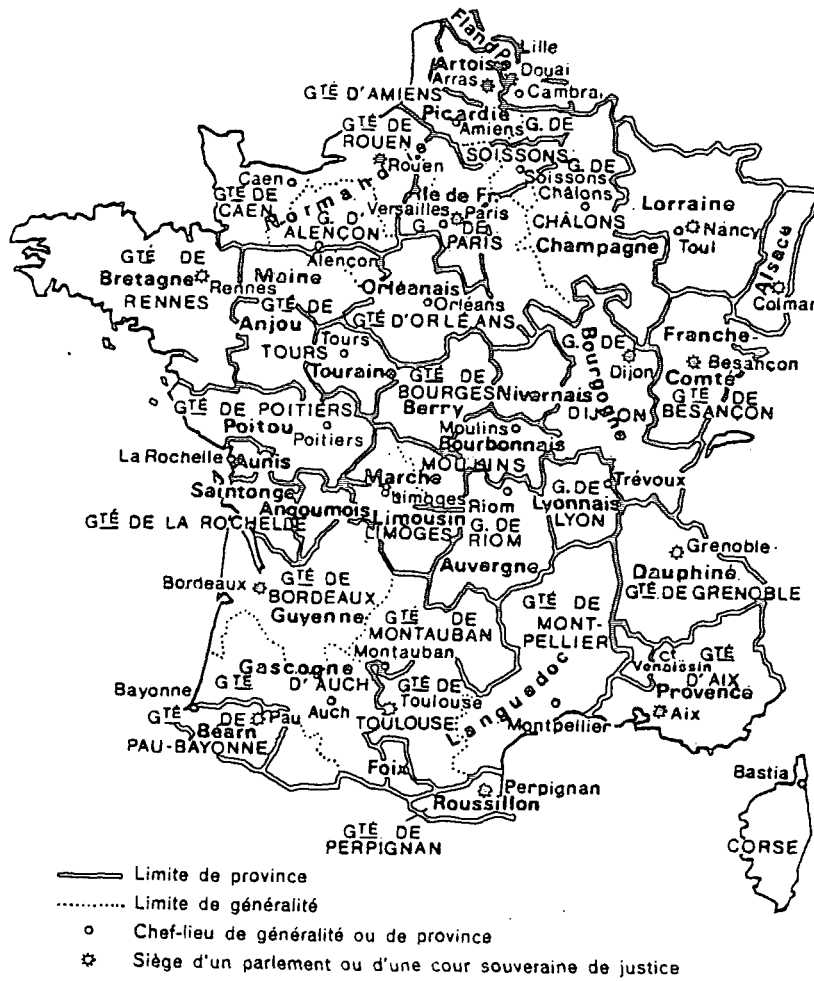 Flandre
Lille
Douai
Artois
Arras
Cambra.
GTÉ D'AMIENS
Picardie
Amiens
GTÉ DE
ROUEN
G. DE
SOISSONS
Rouen
Soissons
G. DE
Châlons
CHÂLONS
Caen
GTÉ DE
CAEN
Normandie
Ile de Fr.
Versailles
Paris
G. DE
PARIS
Lorraine
Nancy
Toul
G. D'
ALENÇON
Alençon
Champagne
Alsace
Colmar
GTÉ DE
Bretagne
RENNES
Rennes
Maine
Orléanais
Orléans
GTÉ D'ORLÉANS
GTÉ DE
Anjou
TOURS
Tours
Touraine
G. DE
Bourgogne
Dijon
DIJON
Franche-
Comté
Besançon
GTÉ DE
BESANÇON
GTÉ DE
BOURGES
Berry
Nivernais
GTÉ DE POITIERS
Poitou
Poitiers
Moulins
Bourbonnais
MOULINS
La Rochelle
Aunis
Saintonge
Angoumois
GTÉ DE LA ROCHELLE
Marche
Limoges
Limousin
LIMOGES
Riom
G. DE
RIOM
Auvergne
G. DE
Lyonnais
LYON
Trévoux
Grenoble
Dauphiné
GTÉ DE GRENOBLE
Bordeaux
GTÉ DE
BORDEAUX
Guyenne
GTÉ DE
MONTAUBAN
Montauban
GTÉ DE
MONT-
PELLIER
Languedoc
Montpellier
Ct
Venaissin
GTÉ
D'AIX
Provence
Aix
Gascogne
GTÉ
D'AUCH
Auch
GTÉ DE
Toulouse
TOULOUSE
Bayonne
GTÉ DE
Béarn
Pau
PAU-BAYONNE
Foix
Roussillon
Perpignan
GTÉ DE
PERPIGNAN
Bastia
CORSE
Limite de province
Limite de généralité
Chef-lieu de généralité ou de province
Siège d'un parlement ou d'une cour souveraine de justice